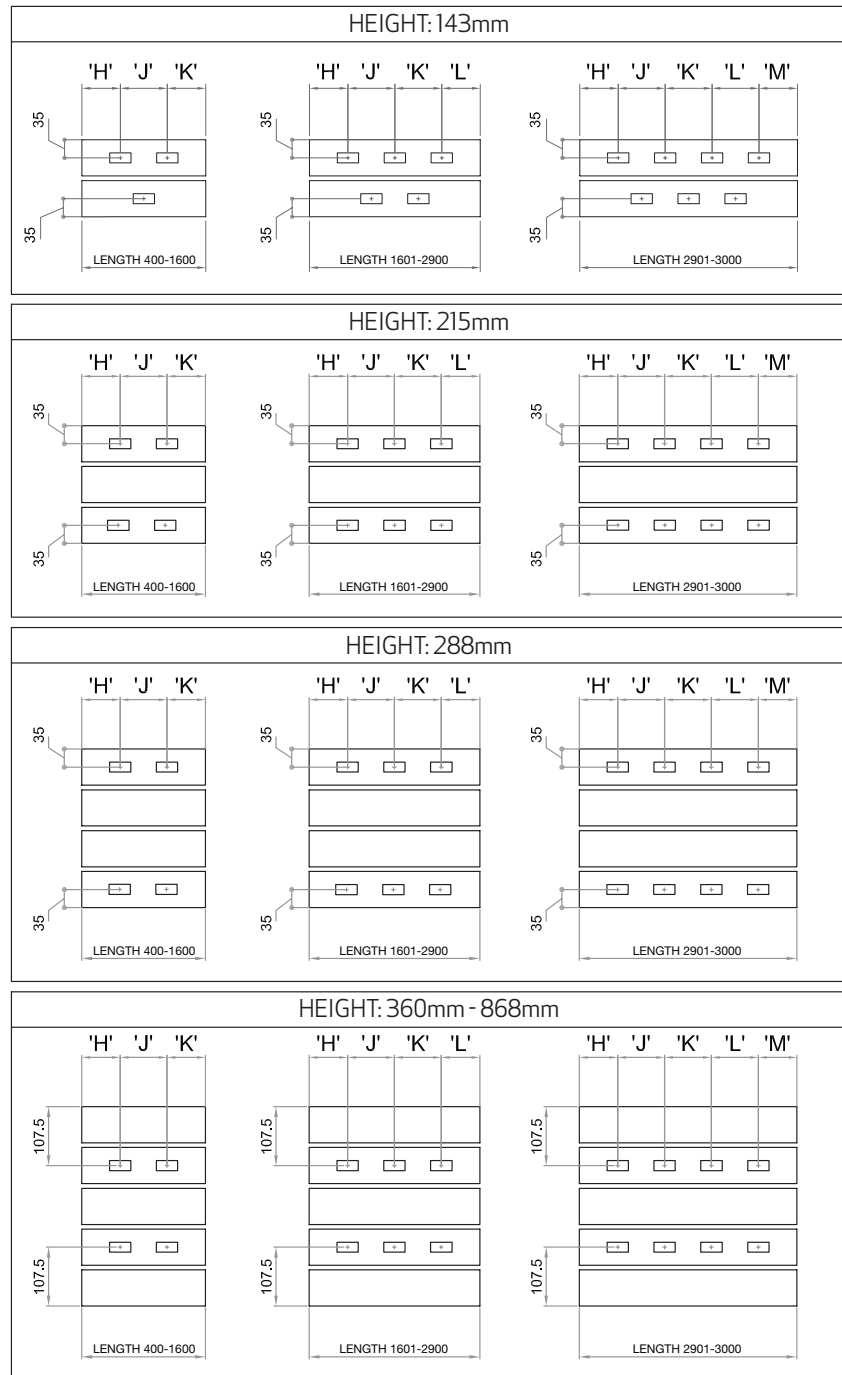 HEIGHT: 143mm
'H' 'J' 'K' 'H' 'J' 'K' 'L' 'H' 'J' 'K' 'L' 'M'
35 35 35
35 35 35
LENGTH 400-1600 LENGTH 1601-2900 LENGTH 2901-3000
HEIGHT: 215mm
'H' 'J' 'K' 'H' 'J' 'K' 'L' 'H' 'J' 'K' 'L' 'M'
35 35 35
35 35 35
LENGTH 400-1600 LENGTH 1601-2900 LENGTH 2901-3000
HEIGHT: 288mm
'H' 'J' 'K' 'H' 'J' 'K' 'L' 'H' 'J' 'K' 'L' 'M'
35 35 35
35 35 35
LENGTH 400-1600 LENGTH 1601-2900 LENGTH 2901-3000
HEIGHT: 360mm - 868mm
'H' 'J' 'K' 'H' 'J' 'K' 'L' 'H' 'J' 'K' 'L' 'M'
107.5 107.5 107.5
107.5 107.5 107.5
LENGTH 400-1600 LENGTH 1601-2900 LENGTH 2901-3000